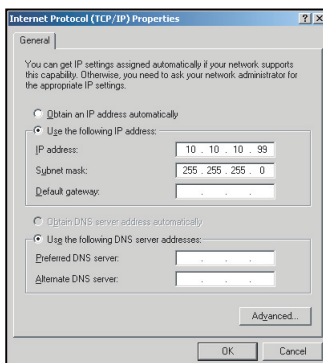 Internet Protocol (TCP/IP) Properties
General
You can get IP settings assigned automatically if your network supports
this capability. Otherwise, you need to ask your network administrator for
the appropriate IP settings.
Obtain an IP address automatically
Use the following IP address:
IP address: 10 . 10 . 10 . 99
Subnet mask: 255 . 255 . 255 . 0
Default gateway: . . .
Obtain DNS server address automatically
Use the following DNS server addresses:
Preferred DNS server: . . .
Alternate DNS server: . . .
Advanced...
OK Cancel